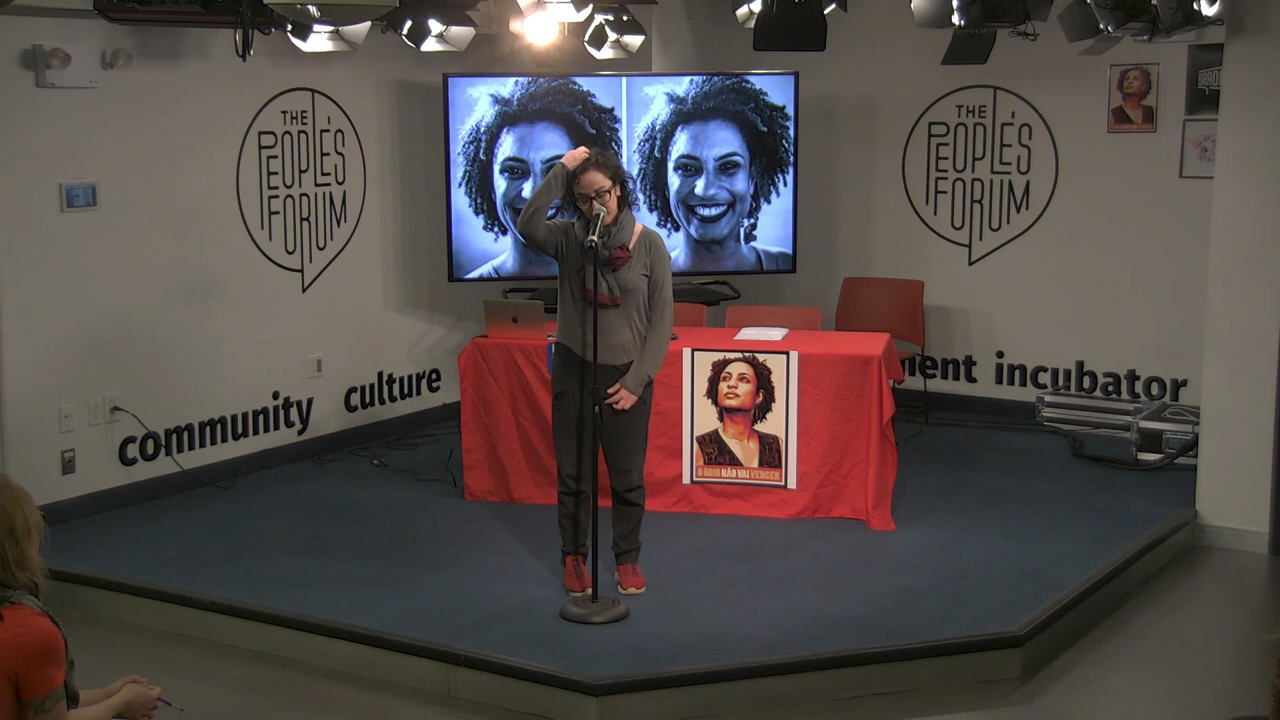 THE
PEOPLE'S
FORUM
THE
PEOPLE'S
FORUM
community culture
ment incubator
O ÓDIO NÃO VAI VENCER